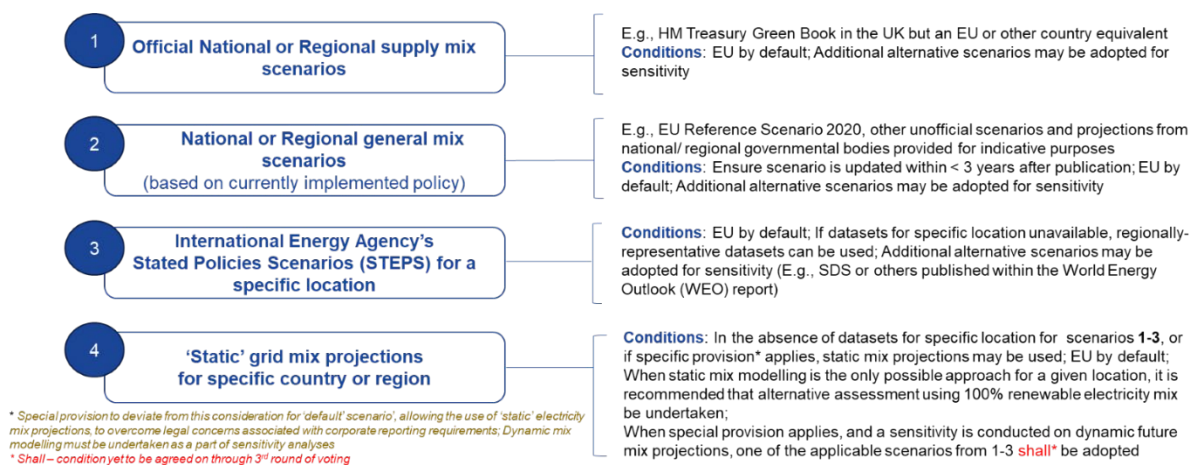 1
Official National or Regional supply mix
scenarios
E.g., HM Treasury Green Book in the UK but an EU or other country equivalent
Conditions: EU by default; Additional alternative scenarios may be adopted for
sensitivity
2
National or Regional general mix
scenarios
(based on currently implemented policy)
E.g., EU Reference Scenario 2020, other unofficial scenarios and projections from
national/ regional governmental bodies provided for indicative purposes
Conditions: Ensure scenario is updated within < 3 years after publication; EU by
default; Additional alternative scenarios may be adopted for sensitivity
3
International Energy Agency's
Stated Policies Scenarios (STEPS) for a
specific location
Conditions: EU by default; If datasets for specific location unavailable, regionally-
representative datasets can be used; Additional alternative scenarios may be
adopted for sensitivity (E.g., SDS or others published within the World Energy
Outlook (WEO) report)
4
'Static' grid mix projections
for specific country or region
Conditions: In the absence of datasets for specific location for scenarios 1-3, or
if specific provision* applies, static mix projections may be used; EU by default;
When static mix modelling is the only possible approach for a given location, it is
recommended that alternative assessment using 100% renewable electricity mix
be undertaken;
When special provision applies, and a sensitivity is conducted on dynamic future
mix projections, one of the applicable scenarios from 1-3 shall* be adopted
* Special provision to deviate from this consideration for 'default' scenario', allowing the use of 'static' electricity
mix projections, to overcome legal concerns associated with corporate reporting requirements; Dynamic mix
modelling must be undertaken as a part of sensitivity analyses
* Shall – condition yet to be agreed on through 3rd round of voting